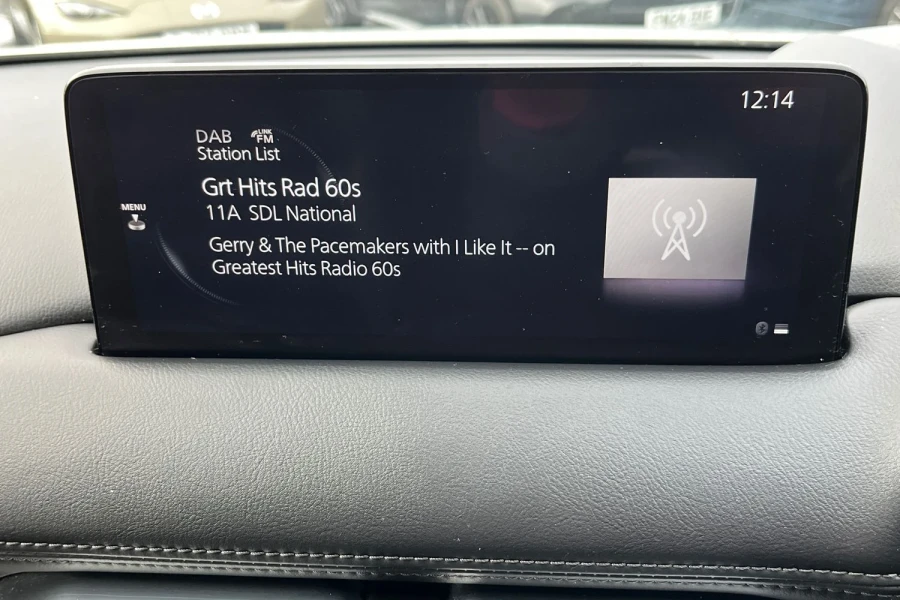 12:14
DAB LINK FM
Station List
Grt Hits Rad 60s
MENU
11A SDL National
Gerry & The Pacemakers with I Like It -- on
Greatest Hits Radio 60s